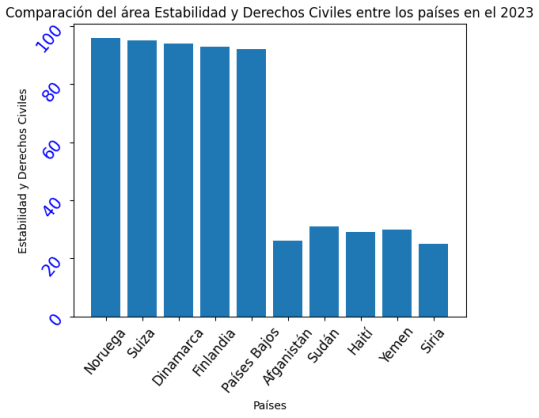 Comparación del área Estabilidad y Derechos Civiles entre los países en el 2023
100
80
60
40
20
0
Estabilidad y Derechos Civiles
Noruega
Suiza
Dinamarca
Finlandia
Países Bajos
Afganistán
Sudán
Haití
Yemen
Siria
Países